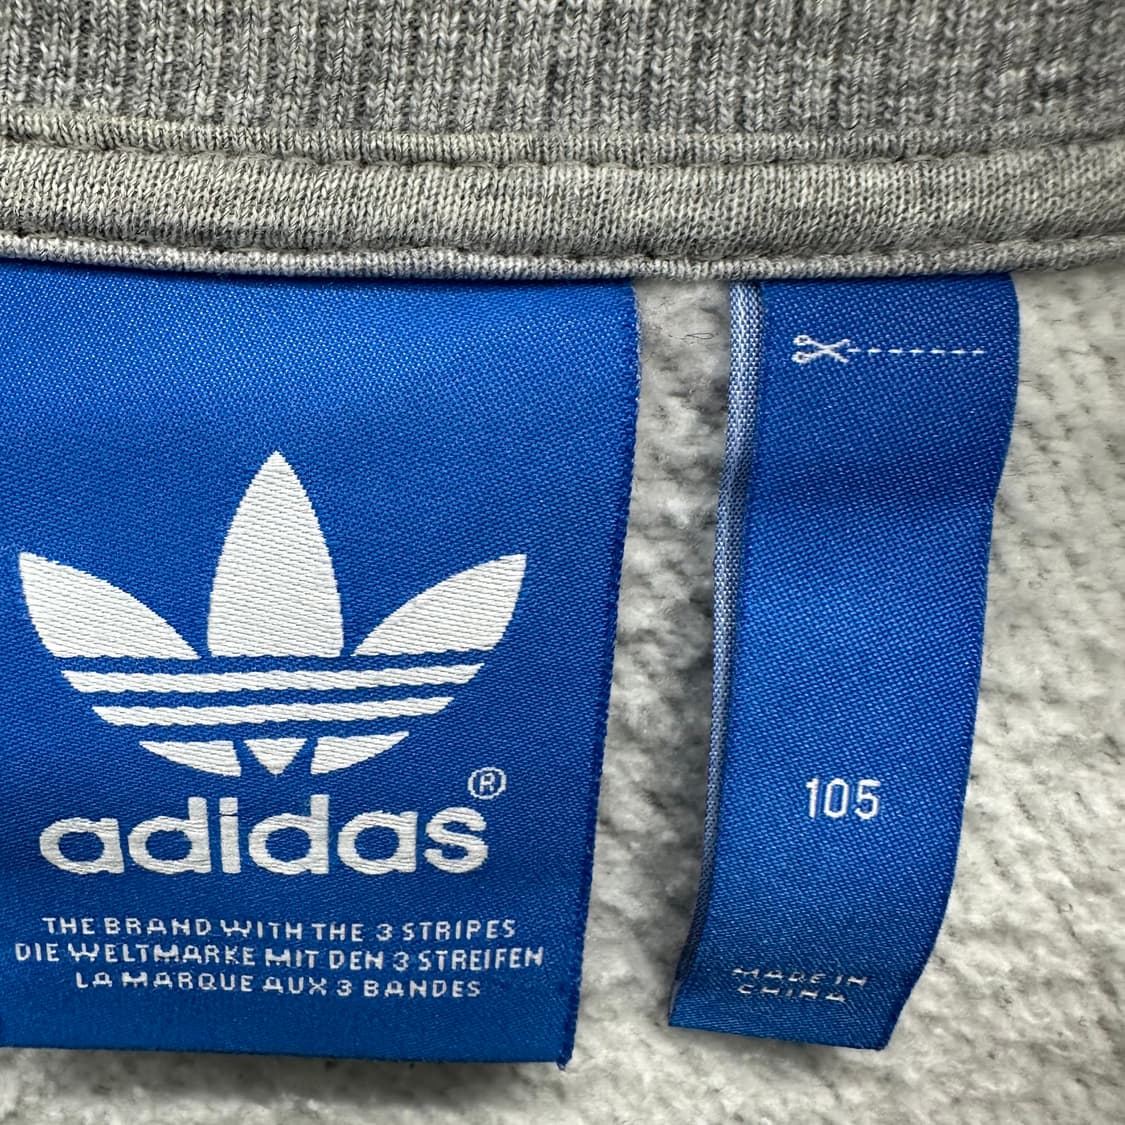 adidas®
THE BRAND WITH THE 3 STRIPES
DIE WELTMARKE MIT DEN 3 STREIFEN
LA MARQUE AUX 3 BANDES
105
MADE IN
CHINA